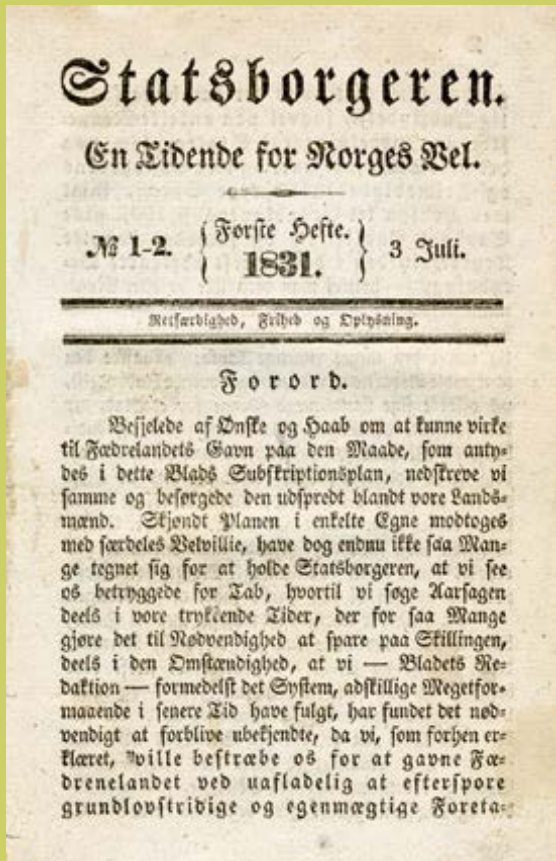 Statsborgeren.
En Tidende for Norges Vel.
№ 1-2. { Første Hefte. } 3 Juli.
1831.
Retfærdighed, Frihed og Oplysning.
Forord.
Besjelede af Ønske og Haab om at kunne virke
til Fædrelandets Gavn paa den Maade, som anty-
des i dette Blads Subskriptionsplan, nedskreve vi
samme og besørgede den udspredt blandt vore Lands-
mænd. Skjøndt Planen i enkelte Egne modtoges
med særdeles Velvillie, have dog endnu ikke saa Man-
ge tegnet sig for at holde Statsborgeren, at vi see
os betryggede for Tab, hvortil vi søge Aarsagen
deels i vore trykkende Tider, der for saa Mange
gjøre det til Nødvendighed at spare paa Skillingen,
deels i den Omstændighed, at vi — Bladets Re-
daktion — formedelst det System, adskillige Megetfor-
maaende i senere Tid have fulgt, har fundet det nød-
vendigt at forblive ubekjendte, da vi, som forhen er-
klæret, "ville bestræbe os for at gavne Fæ-
drenelandet ved uafladelig at efterspore
grundlovstridige og egenmægtige Foreta-